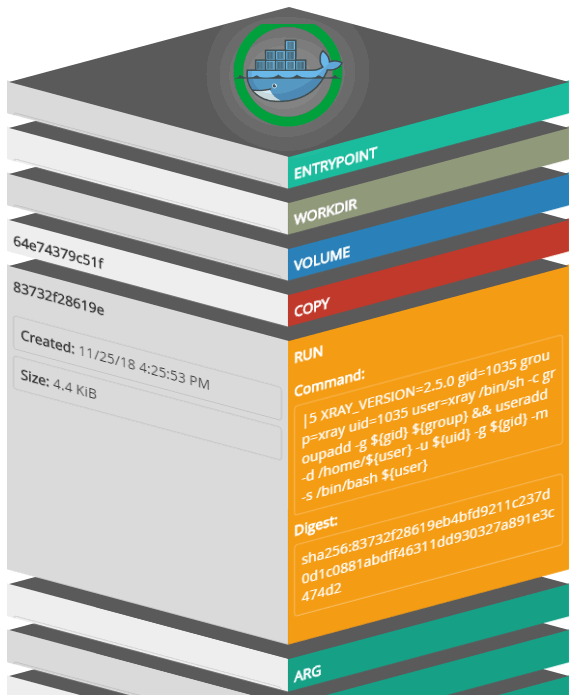 ENTRYPOINT
WORKDIR
VOLUME
64e74379c51f
COPY
83732f28619e
Created: 11/25/18 4:25:53 PM
Size: 4.4 KiB
RUN
Command:
|5 XRAY_VERSION=2.5.0 gid=1035 grou
p=xray uid=1035 user=xray /bin/sh -c gr
oupadd -g ${gid} ${group} && useradd
-d /home/${user} -u ${uid} -g ${gid} -m
-s /bin/bash ${user}
Digest:
sha256:83732f28619eb4bfd9211c237d
0d1c0881abdff46311dd930327a891e3c
474d2
ARG